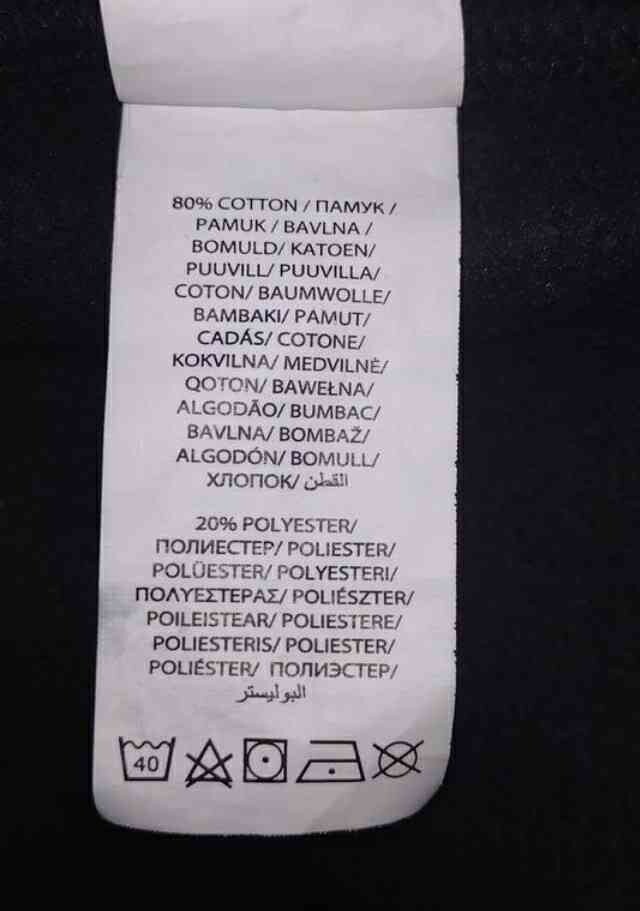 80% COTTON / ПАМУК /
PAMUK / BAVLNA /
BOMULD/ KATOEN/
PUUVILL/ PUUVILLA/
COTON/ BAUMWOLLE/
BAMBAKI/ PAMUT/
CADÁS/ COTONE/
KOKVILNA/ MEDVILNĖ/
QOTON/ BAWEŁNA/
ALGODÃO/ BUMBAC/
BAVLNA/ BOMBAŽ/
ALGODÓN/ BOMULL/
ХЛОПОК/ القطن
20% POLYESTER/
ПОЛИЕСТЕР/ POLIESTER/
POLÜESTER/ POLYESTERI/
ΠΟΛΥΕΣΤΕΡΑΣ/ POLIÉSZTER/
POILEISTEAR/ POLIESTERE/
POLIESTERIS/ POLIESTER/
POLIÉSTER/ ПОЛИЭСТЕР/
البوليستر
40